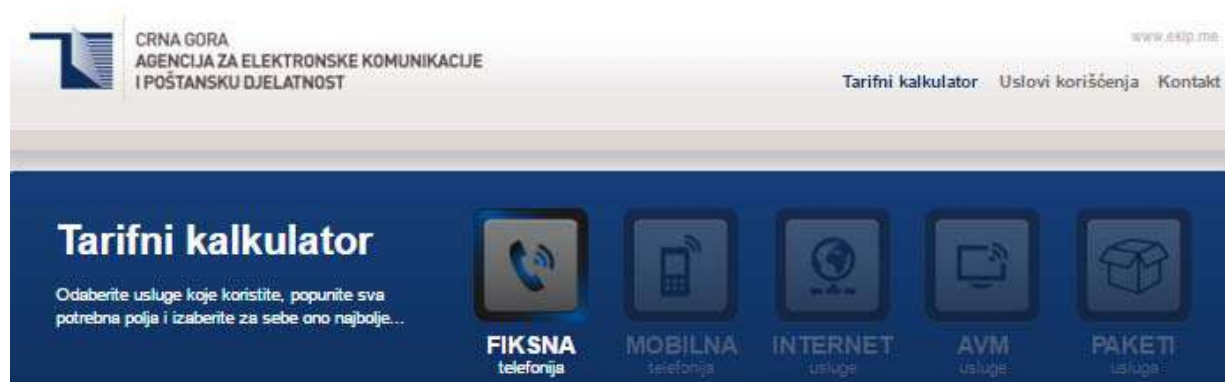 CRNA GORA
AGENCIJA ZA ELEKTRONSKE KOMUNIKACIJE
I POŠTANSKU DJELATNOST
www.ekip.me
Tarifni kalkulator Uslovi korišćenja Kontakt
Tarifni kalkulator
Odaberite usluge koje koristite, popunite sva
potrebna polja i izaberite za sebe ono najbolje...
FIKSNA
telefonija
MOBILNA
telefonija
INTERNET
usluge
AVM
usluge
PAKETI
usluga